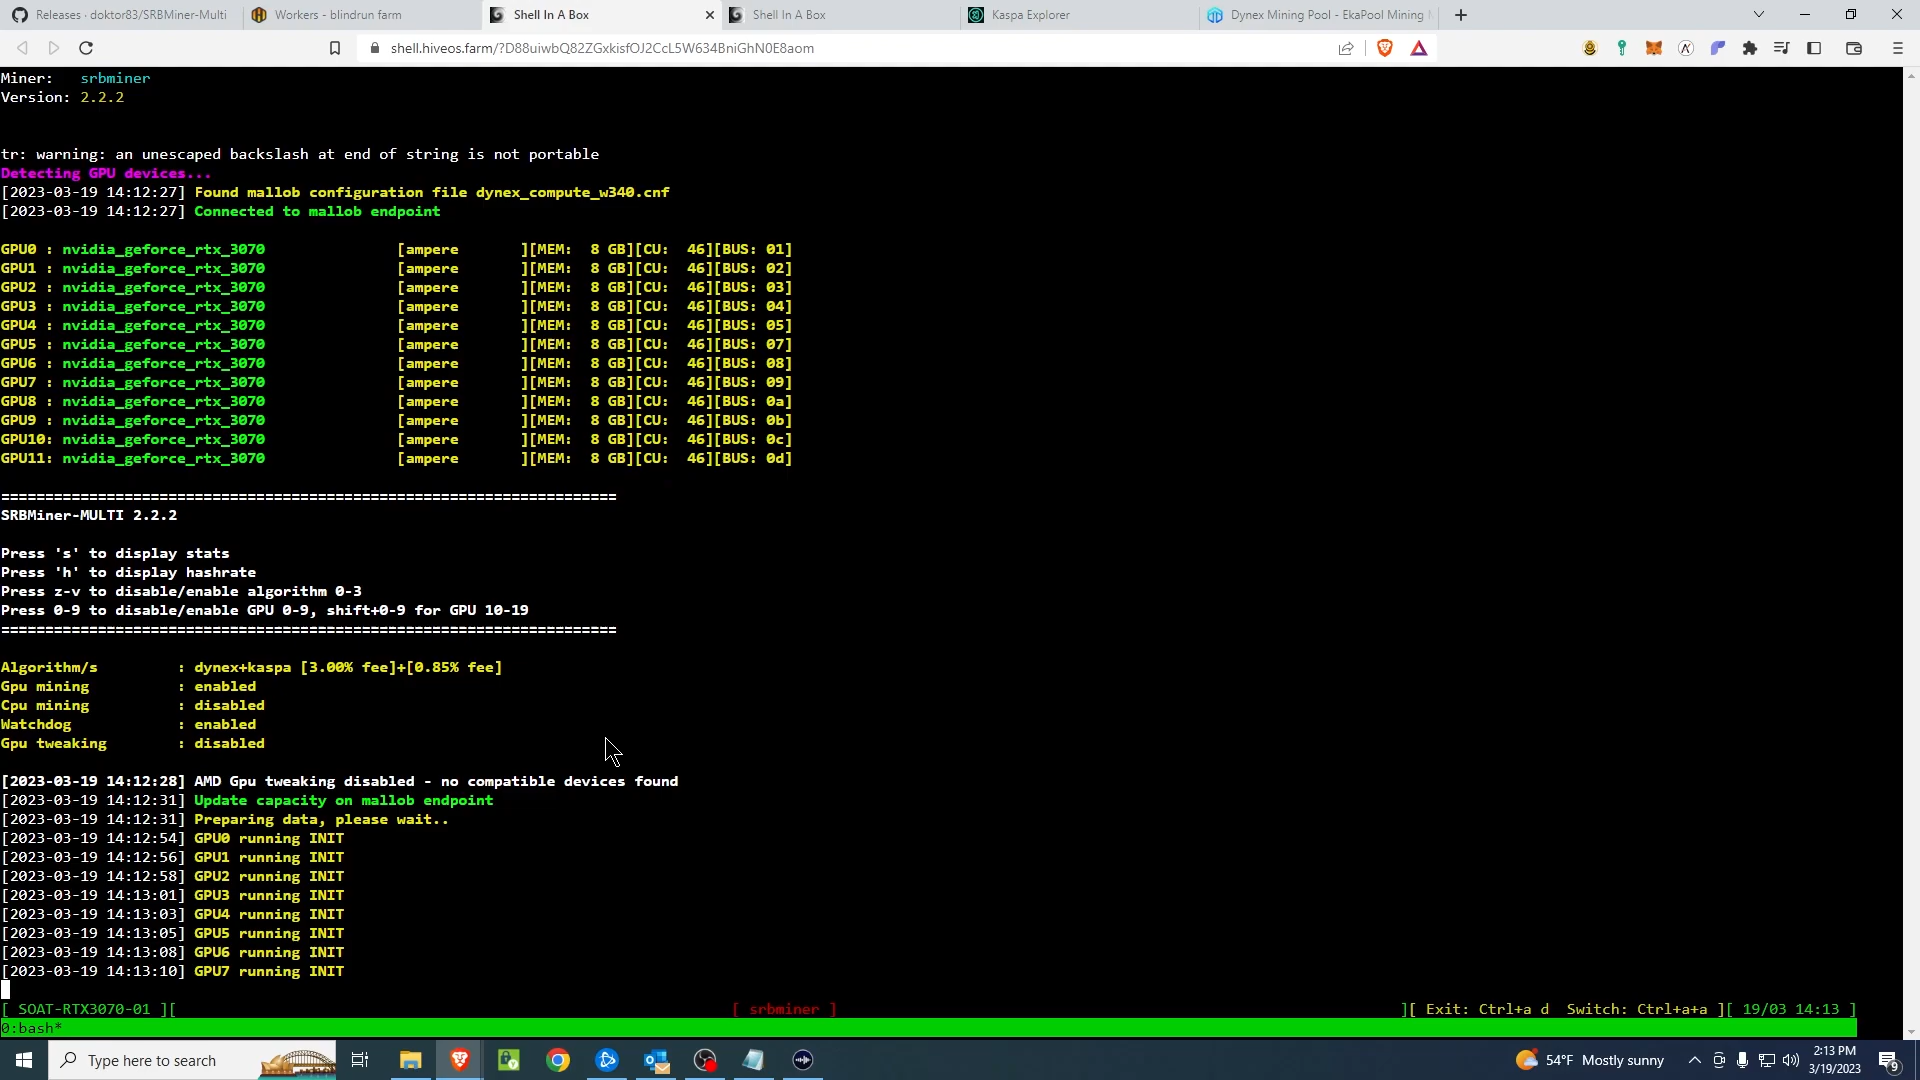 Releases · doktor83/SRBMiner-Multi
Workers - blindrun farm
Shell In A Box
Shell In A Box
Kaspa Explorer
Dynex Mining Pool - EkaPool Mining
shell.hiveos.farm/?D88uiwbQ82ZGxkisfOJ2CcL5W634BniGhN0E8aom
Miner: srbminer
Version: 2.2.2
tr: warning: an unescaped backslash at end of string is not portable
Detecting GPU devices...
[2023-03-19 14:12:27] Found mallob configuration file dynex_compute_w340.cnf
[2023-03-19 14:12:27] Connected to mallob endpoint
GPU0 : nvidia_geforce_rtx_3070 [ampere ][MEM: 8 GB][CU: 46][BUS: 01]
GPU1 : nvidia_geforce_rtx_3070 [ampere ][MEM: 8 GB][CU: 46][BUS: 02]
GPU2 : nvidia_geforce_rtx_3070 [ampere ][MEM: 8 GB][CU: 46][BUS: 03]
GPU3 : nvidia_geforce_rtx_3070 [ampere ][MEM: 8 GB][CU: 46][BUS: 04]
GPU4 : nvidia_geforce_rtx_3070 [ampere ][MEM: 8 GB][CU: 46][BUS: 05]
GPU5 : nvidia_geforce_rtx_3070 [ampere ][MEM: 8 GB][CU: 46][BUS: 07]
GPU6 : nvidia_geforce_rtx_3070 [ampere ][MEM: 8 GB][CU: 46][BUS: 08]
GPU7 : nvidia_geforce_rtx_3070 [ampere ][MEM: 8 GB][CU: 46][BUS: 09]
GPU8 : nvidia_geforce_rtx_3070 [ampere ][MEM: 8 GB][CU: 46][BUS: 0a]
GPU9 : nvidia_geforce_rtx_3070 [ampere ][MEM: 8 GB][CU: 46][BUS: 0b]
GPU10: nvidia_geforce_rtx_3070 [ampere ][MEM: 8 GB][CU: 46][BUS: 0c]
GPU11: nvidia_geforce_rtx_3070 [ampere ][MEM: 8 GB][CU: 46][BUS: 0d]
======================================================================
SRBMiner-MULTI 2.2.2
Press 's' to display stats
Press 'h' to display hashrate
Press z-v to disable/enable algorithm 0-3
Press 0-9 to disable/enable GPU 0-9, shift+0-9 for GPU 10-19
======================================================================
Algorithm/s : dynex+kaspa [3.00% fee]+[0.85% fee]
Gpu mining : enabled
Cpu mining : disabled
Watchdog : enabled
Gpu tweaking : disabled
[2023-03-19 14:12:28] AMD Gpu tweaking disabled - no compatible devices found
[2023-03-19 14:12:31] Update capacity on mallob endpoint
[2023-03-19 14:12:31] Preparing data, please wait..
[2023-03-19 14:12:54] GPU0 running INIT
[2023-03-19 14:12:56] GPU1 running INIT
[2023-03-19 14:12:58] GPU2 running INIT
[2023-03-19 14:13:01] GPU3 running INIT
[2023-03-19 14:13:03] GPU4 running INIT
[2023-03-19 14:13:05] GPU5 running INIT
[2023-03-19 14:13:08] GPU6 running INIT
[2023-03-19 14:13:10] GPU7 running INIT
[ SOAT-RTX3070-01 ][ [ srbminer ] ][ Exit: Ctrl+a d Switch: Ctrl+a+a ][ 19/03 14:13 ]
0:bash*
Type here to search
54°F Mostly sunny
2:13 PM
3/19/2023
9